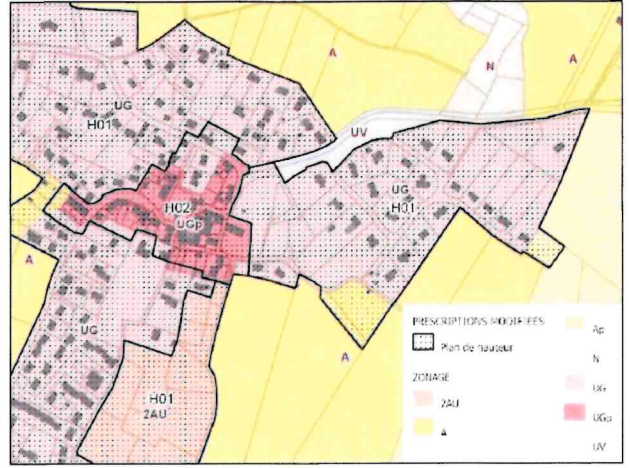 A
N
A
UG
H01
UV
UG
H01
H02
UGp
A
UG
A
H01
2AU
PRESCRIPTIONS MODIFIEES
Plan de hauteur
ZONAGE
2AU
A
Ap
N
UG
UGp
UV